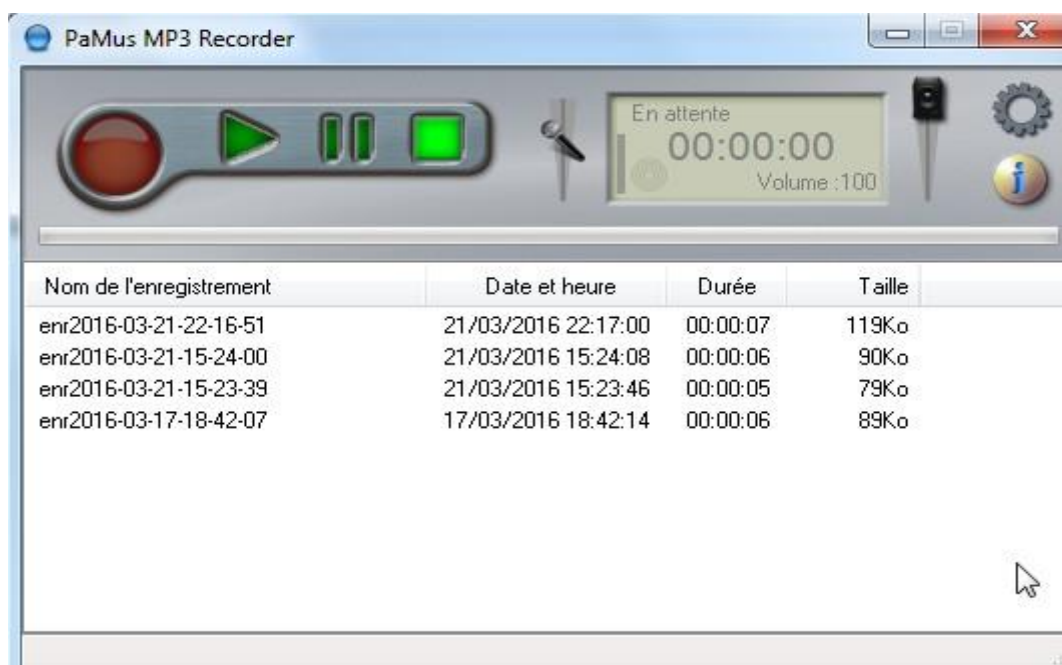 PaMus MP3 Recorder
En attente
00:00:00
Volume :100
Nom de l'enregistrement Date et heure Durée Taille
enr2016-03-21-22-16-51 21/03/2016 22:17:00 00:00:07 119Ko
enr2016-03-21-15-24-00 21/03/2016 15:24:08 00:00:06 90Ko
enr2016-03-21-15-23-39 21/03/2016 15:23:46 00:00:05 79Ko
enr2016-03-17-18-42-07 17/03/2016 18:42:14 00:00:06 89Ko